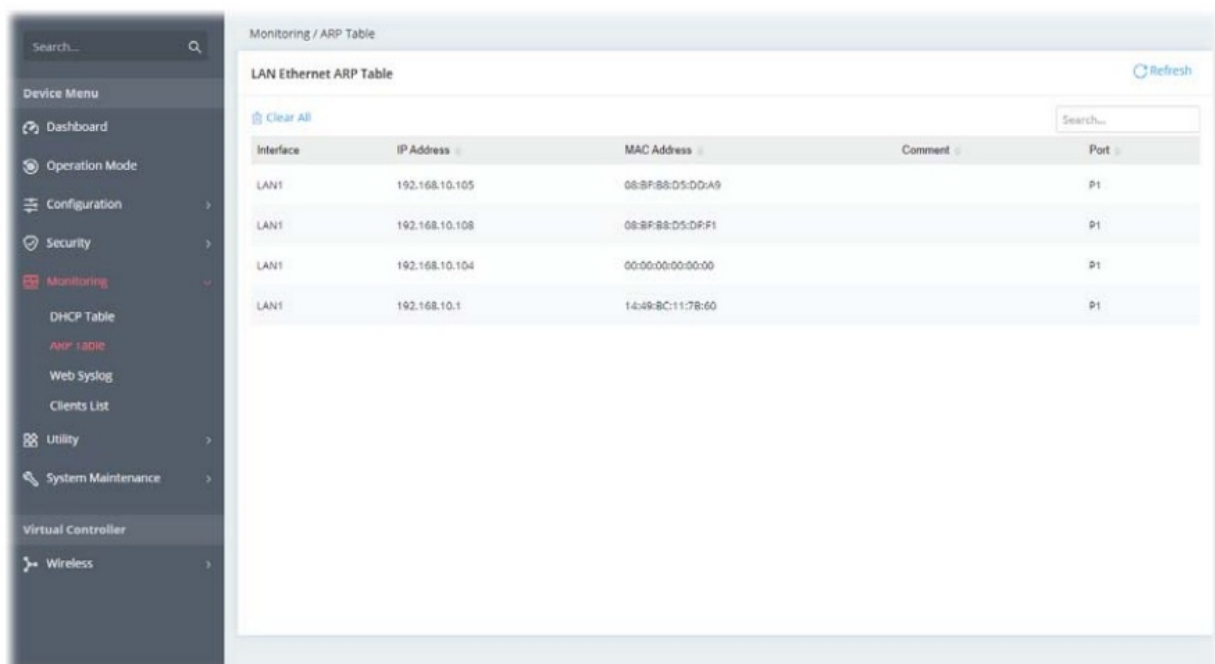 Search...
Device Menu
Dashboard
Operation Mode
Configuration
Security
Monitoring
DHCP Table
ARP Table
Web Syslog
Clients List
Utility
System Maintenance
Virtual Controller
Wireless
Monitoring / ARP Table
LAN Ethernet ARP Table
Refresh
Clear All
Search...
Interface IP Address MAC Address Comment Port
LAN1 192.168.10.105 08:BF:B8:D5:DD:A9 P1
LAN1 192.168.10.108 08:BF:B8:D5:DF:F1 P1
LAN1 192.168.10.104 00:00:00:00:00:00 P1
LAN1 192.168.10.1 14:49:BC:11:7B:60 P1